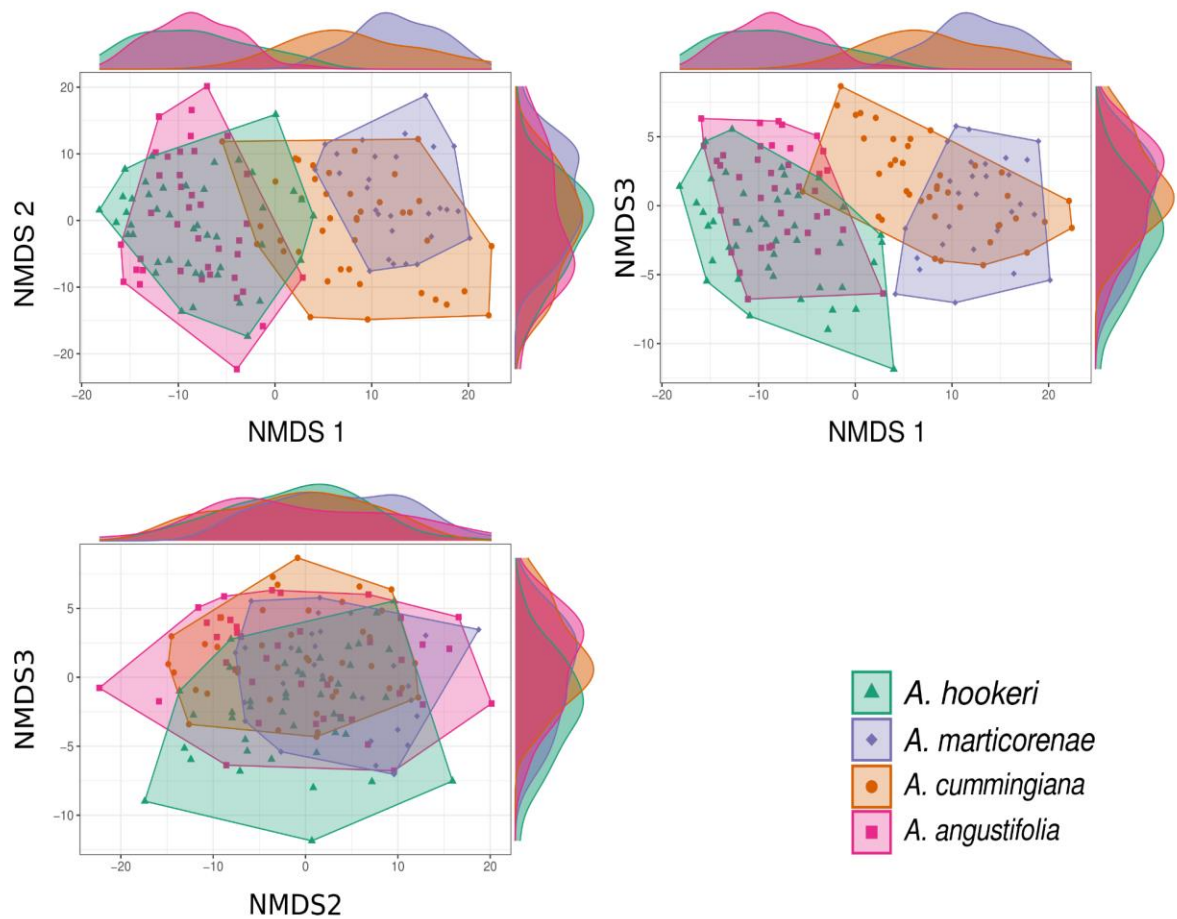 20
10
0
−10
−20
NMDS 2
−20 −10 0 10 20
NMDS 1
5
0
−5
−10
NMDS3
−20 −10 0 10 20
NMDS 1
5
0
−5
−10
NMDS3
−20 −10 0 10 20
NMDS2
A. hookeri
A. marticorenae
A. cummingiana
A. angustifolia